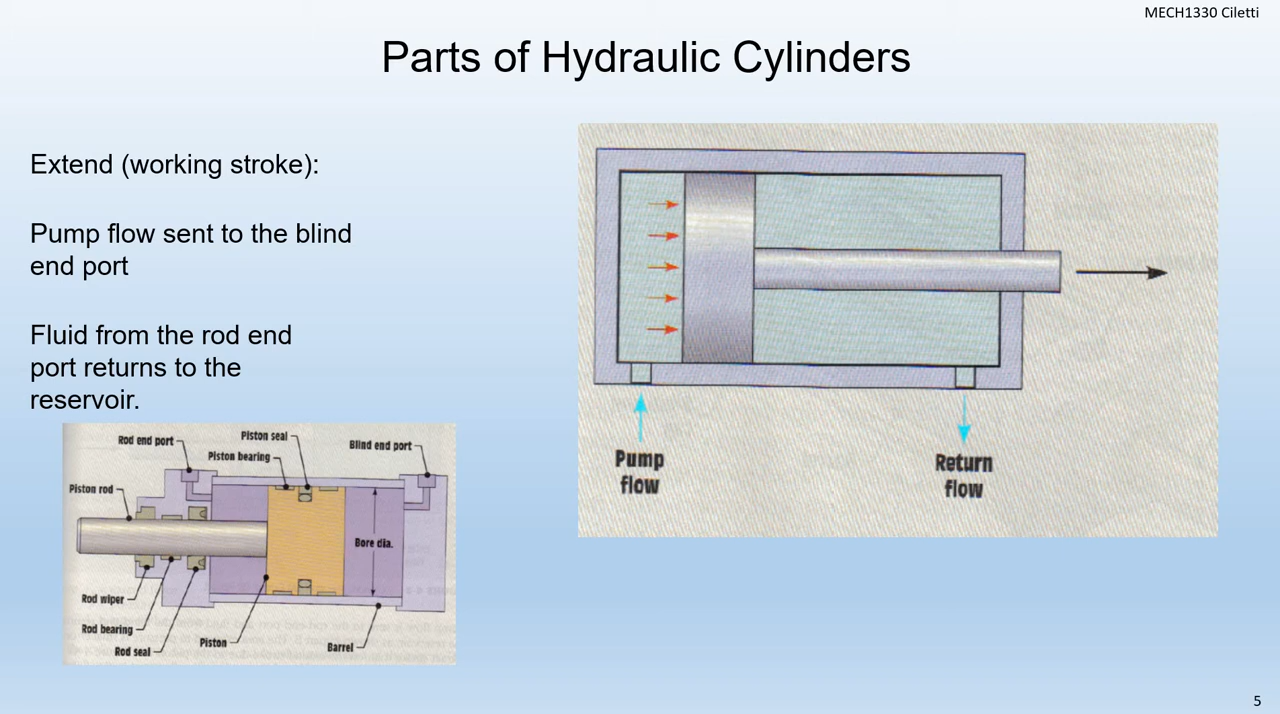 MECH1330 Ciletti
Parts of Hydraulic Cylinders
Extend (working stroke):
Pump flow sent to the blind
end port
Fluid from the rod end
port returns to the
reservoir.
Pump
flow
Return
flow
Rod end port
Piston seal
Piston bearing
Blind end port
Piston rod
Bore dia.
Rod wiper
Rod bearing
Rod seal
Piston
Barrel
5